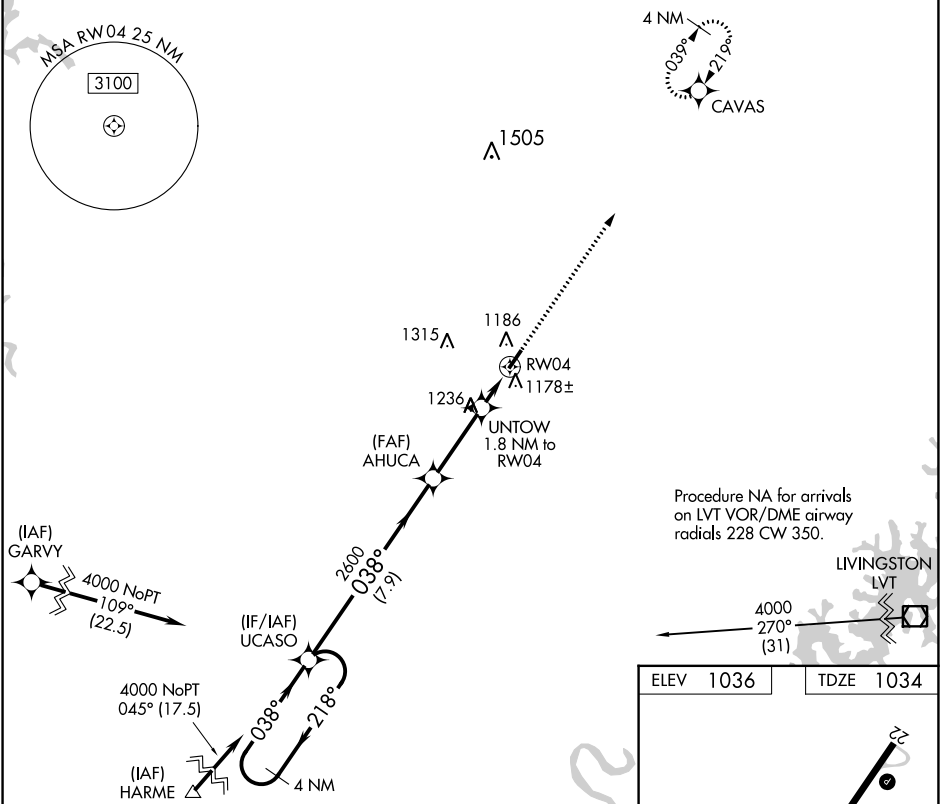 MSA RW04 25 NM
3100
4 NM
039°
219°
CAVAS
1505
1315
1186
RW04
1178±
1236
UNTOW
1.8 NM to
RW04
(FAF)
AHUCA
Procedure NA for arrivals
on LVT VOR/DME airway
radials 228 CW 350.
(IAF)
GARVY
4000 NoPT
109°
(22.5)
2600
038°
(7.9)
LIVINGSTON
LVT
4000
270°
(31)
(IF/IAF)
UCASO
4000 NoPT
045° (17.5)
038°
218°
4 NM
(IAF)
HARME
ELEV 1036
TDZE 1034
22
P